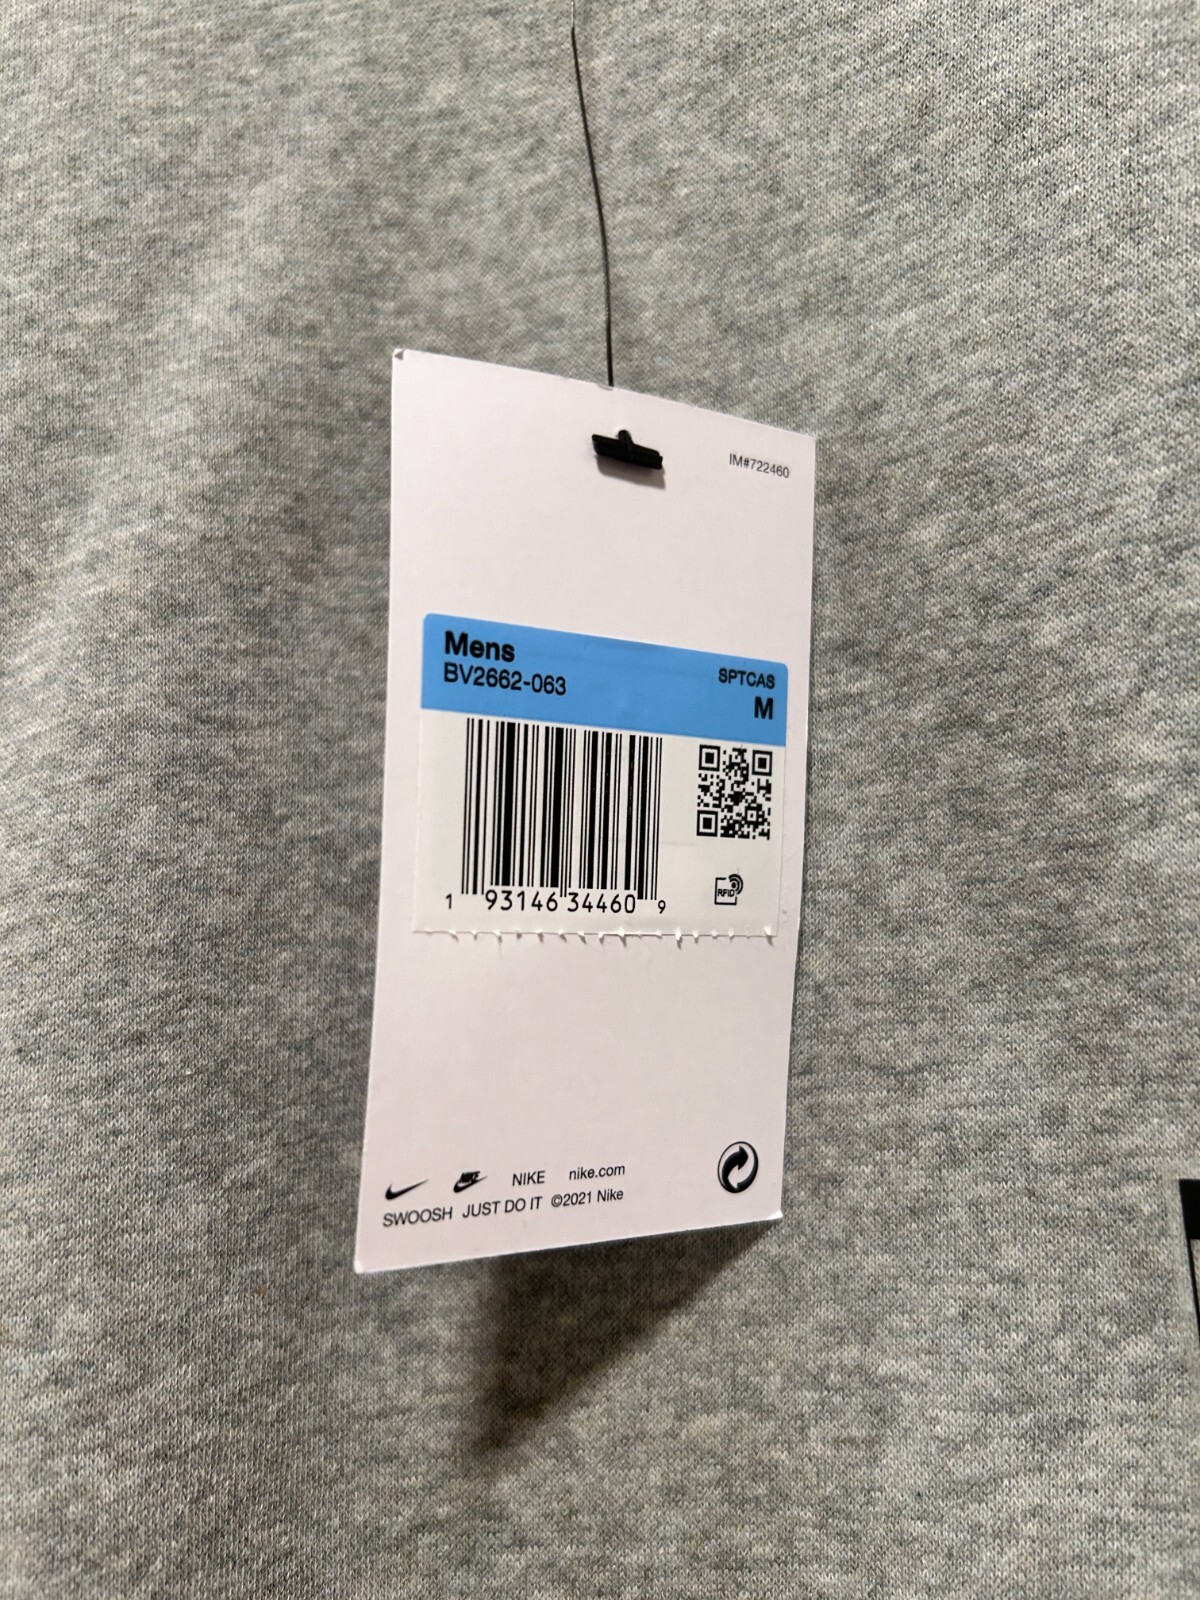 IM#722460
Mens
BV2662-063
SPTCAS
M
1 93146 34460 9
RFID
NIKE
NIKE nike.com
SWOOSH JUST DO IT ©2021 Nike